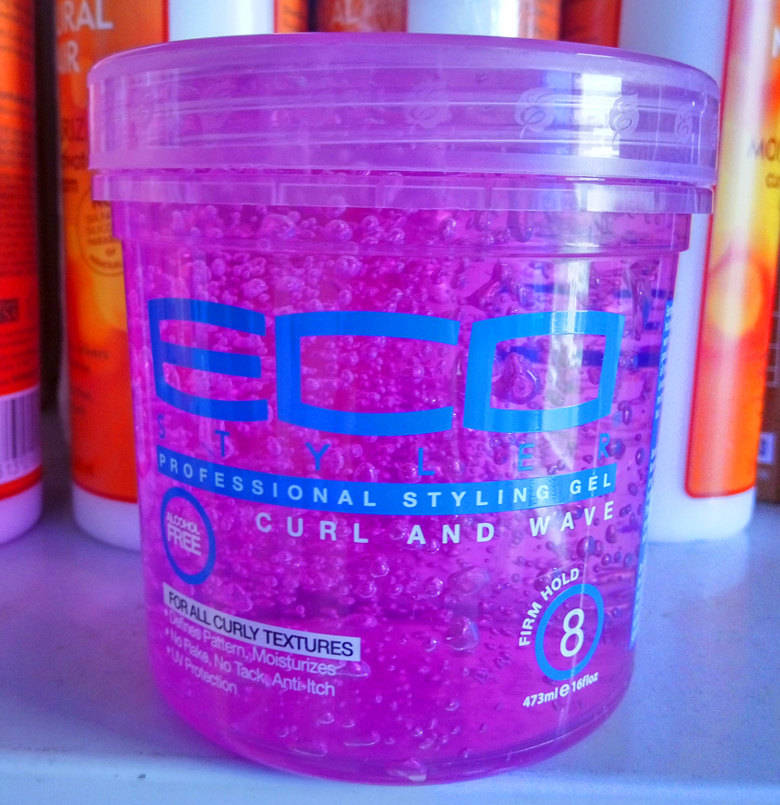 ECO
STYLER
PROFESSIONAL STYLING GEL
CURL AND WAVE
ALCOHOL
FREE
FOR ALL CURLY TEXTURES
*Defines Pattern, Moisturizes
*No Flake, No Tack, Anti-Itch
*UV Protection
FIRM HOLD
8
473ml e 16floz